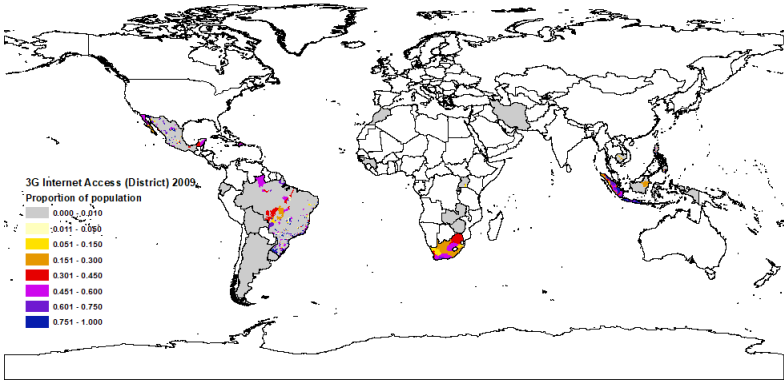 3G Internet Access (District) 2009
Proportion of population
0.000 - 0.010
0.011 - 0.050
0.051 - 0.150
0.151 - 0.300
0.301 - 0.450
0.451 - 0.600
0.601 - 0.750
0.751 - 1.000